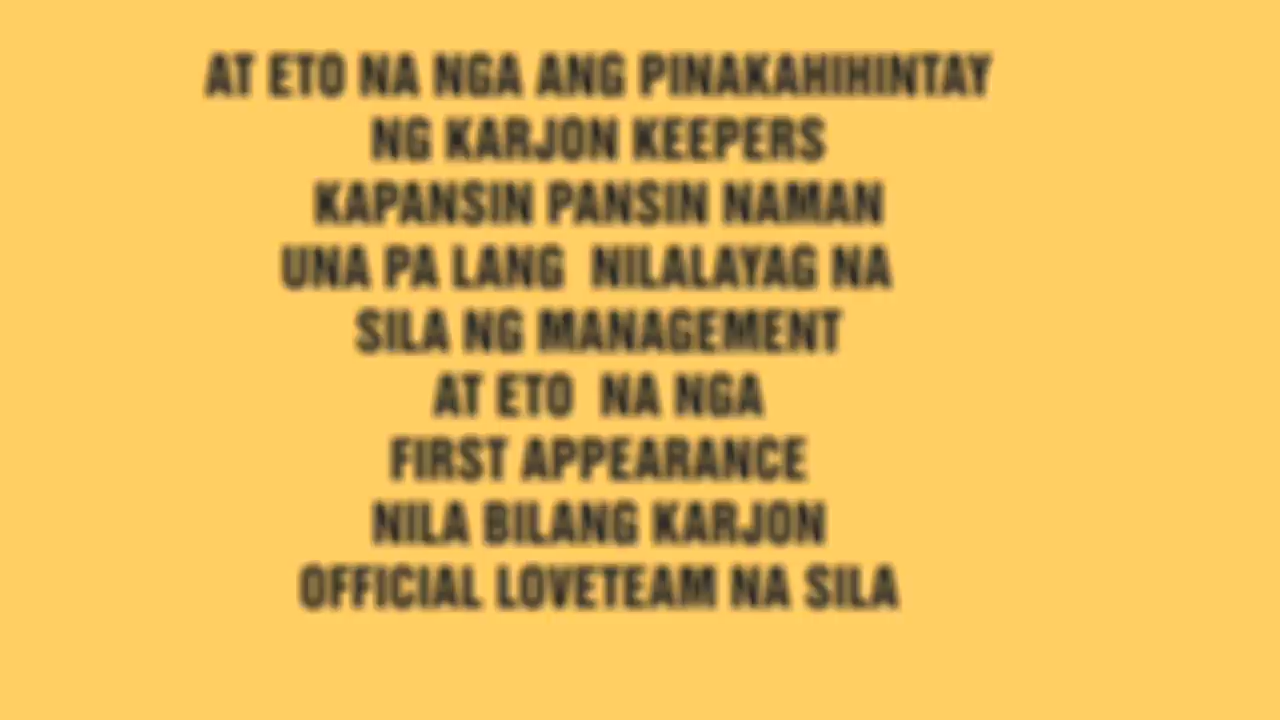 AT ETO NA NGA ANG PINAKAHIHINTAY
NG KARJON KEEPERS
KAPANSIN PANSIN NAMAN
UNA PA LANG  NILALAYAG NA
SILA NG MANAGEMENT
AT ETO  NA NGA
FIRST APPEARANCE
NILA BILANG KARJON
OFFICIAL LOVETEAM NA SILA